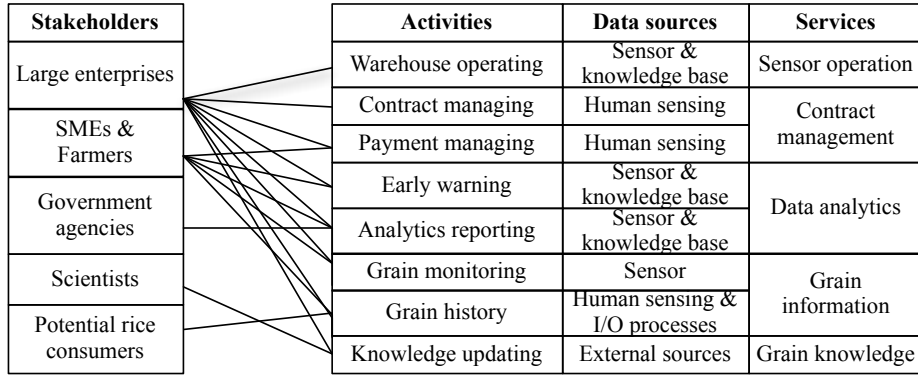 Stakeholders
Large enterprises
SMEs &
Farmers
Government
agencies
Scientists
Potential rice
consumers
Activities Data sources Services
Warehouse operating
Sensor &
knowledge base
Sensor operation
Contract managing
Human sensing
Contract
management
Payment managing
Human sensing
Early warning
Sensor &
knowledge base
Data analytics
Analytics reporting
Sensor &
knowledge base
Grain monitoring
Sensor
Grain
information
Grain history
Human sensing &
I/O processes
Knowledge updating
External sources
Grain knowledge